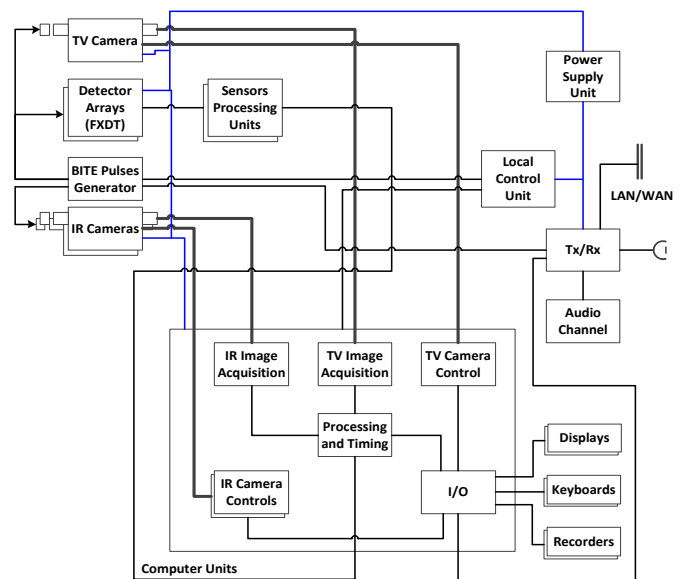 TV Camera
Power
Supply
Unit
Detector
Arrays
(FXDT)
Sensors
Processing
Units
BITE Pulses
Generator
Local
Control
Unit
LAN/WAN
IR Cameras
Tx/Rx
Audio
Channel
IR Image
Acquisition
TV Image
Acquisition
TV Camera
Control
Processing
and Timing
Displays
IR Camera
Controls
I/O
Keyboards
Recorders
Computer Units